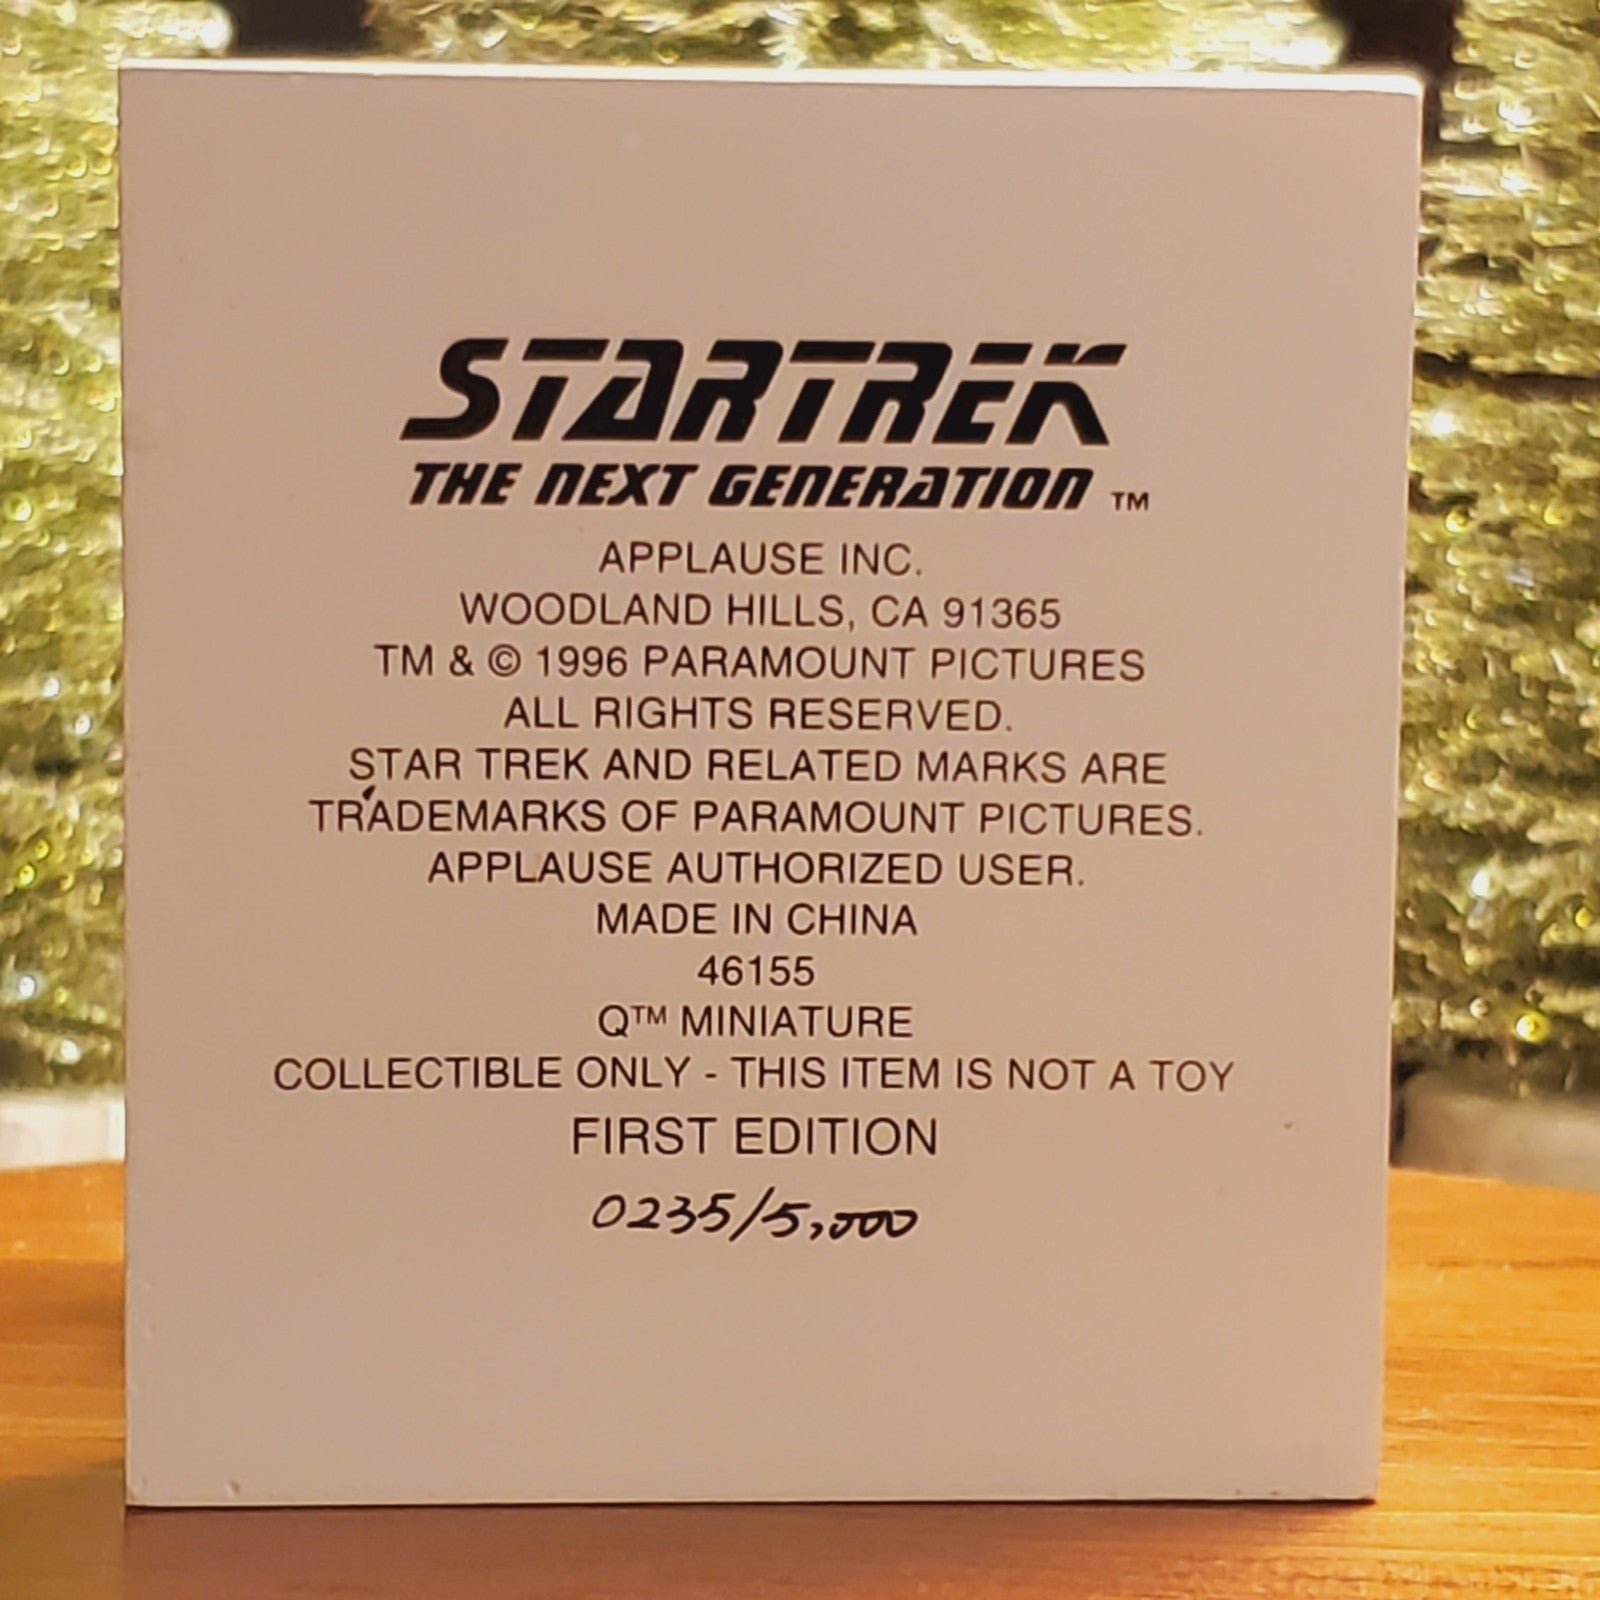 STAR TREK
THE NEXT GENERATION ™
APPLAUSE INC.
WOODLAND HILLS, CA 91365
TM & © 1996 PARAMOUNT PICTURES
ALL RIGHTS RESERVED.
STAR TREK AND RELATED MARKS ARE
TRADEMARKS OF PARAMOUNT PICTURES.
APPLAUSE AUTHORIZED USER.
MADE IN CHINA
46155
Q™ MINIATURE
COLLECTIBLE ONLY - THIS ITEM IS NOT A TOY
FIRST EDITION
0235/5,000